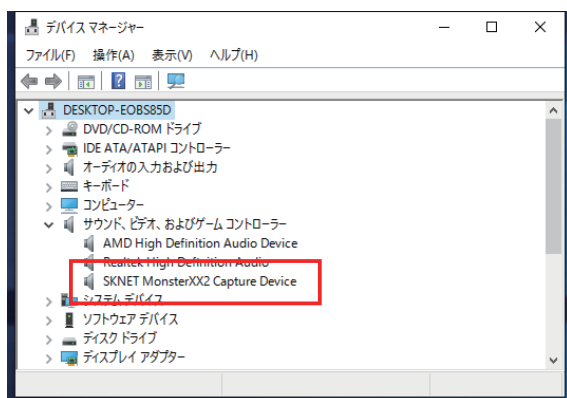 デバイス マネージャー
ファイル(F) 操作(A) 表示(V) ヘルプ(H)
DESKTOP-EOBS85D
DVD/CD-ROM ドライブ
IDE ATA/ATAPI コントローラー
オーディオの入力および出力
キーボード
コンピューター
サウンド、ビデオ、およびゲーム コントローラー
AMD High Definition Audio Device
Realtek High Definition Audio
SKNET MonsterXX2 Capture Device
システム デバイス
ソフトウェア デバイス
ディスク ドライブ
ディスプレイ アダプター